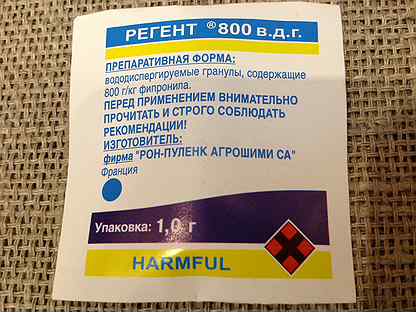 РЕГЕНТ ® 800 в.д.г.
ПРЕПАРАТИВНАЯ ФОРМА:
вододиспергируемые гранулы, содержащие
800 г/кг фипронила.
ПЕРЕД ПРИМЕНЕНИЕМ ВНИМАТЕЛЬНО
ПРОЧИТАТЬ И СТРОГО СОБЛЮДАТЬ
РЕКОМЕНДАЦИИ!
ИЗГОТОВИТЕЛЬ:
фирма "РОН-ПУЛЕНК АГРОШИМИ СА"
Франция
Упаковка: 1,0 г
HARMFUL